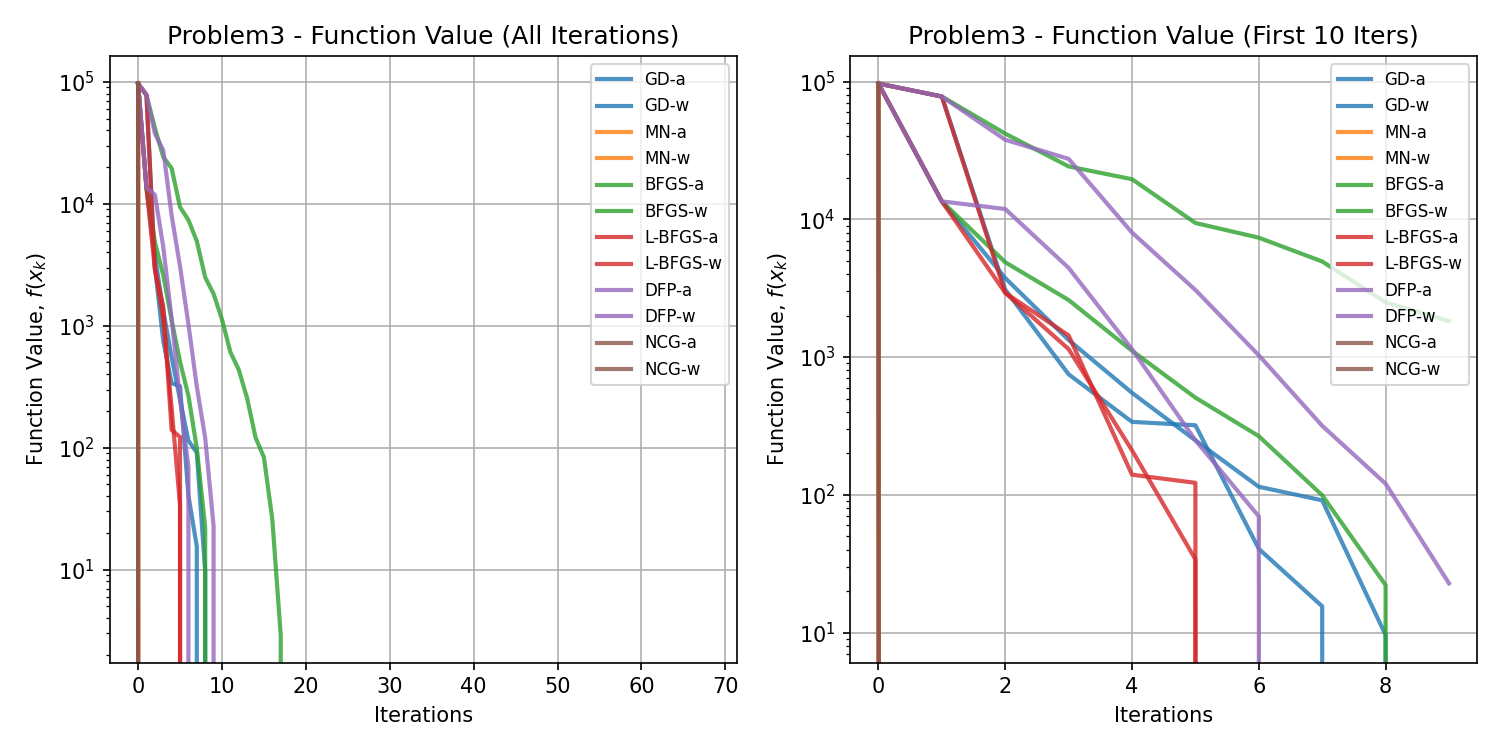 Problem3 - Function Value (All Iterations)
Function Value, f(x_k)
10^5
10^4
10^3
10^2
10^1
0
10
20
30
40
50
60
70
Iterations
GD-a
GD-w
MN-a
MN-w
BFGS-a
BFGS-w
L-BFGS-a
L-BFGS-w
DFP-a
DFP-w
NCG-a
NCG-w
Problem3 - Function Value (First 10 Iters)
Function Value, f(x_k)
10^5
10^4
10^3
10^2
10^1
0
2
4
6
8
Iterations
GD-a
GD-w
MN-a
MN-w
BFGS-a
BFGS-w
L-BFGS-a
L-BFGS-w
DFP-a
DFP-w
NCG-a
NCG-w